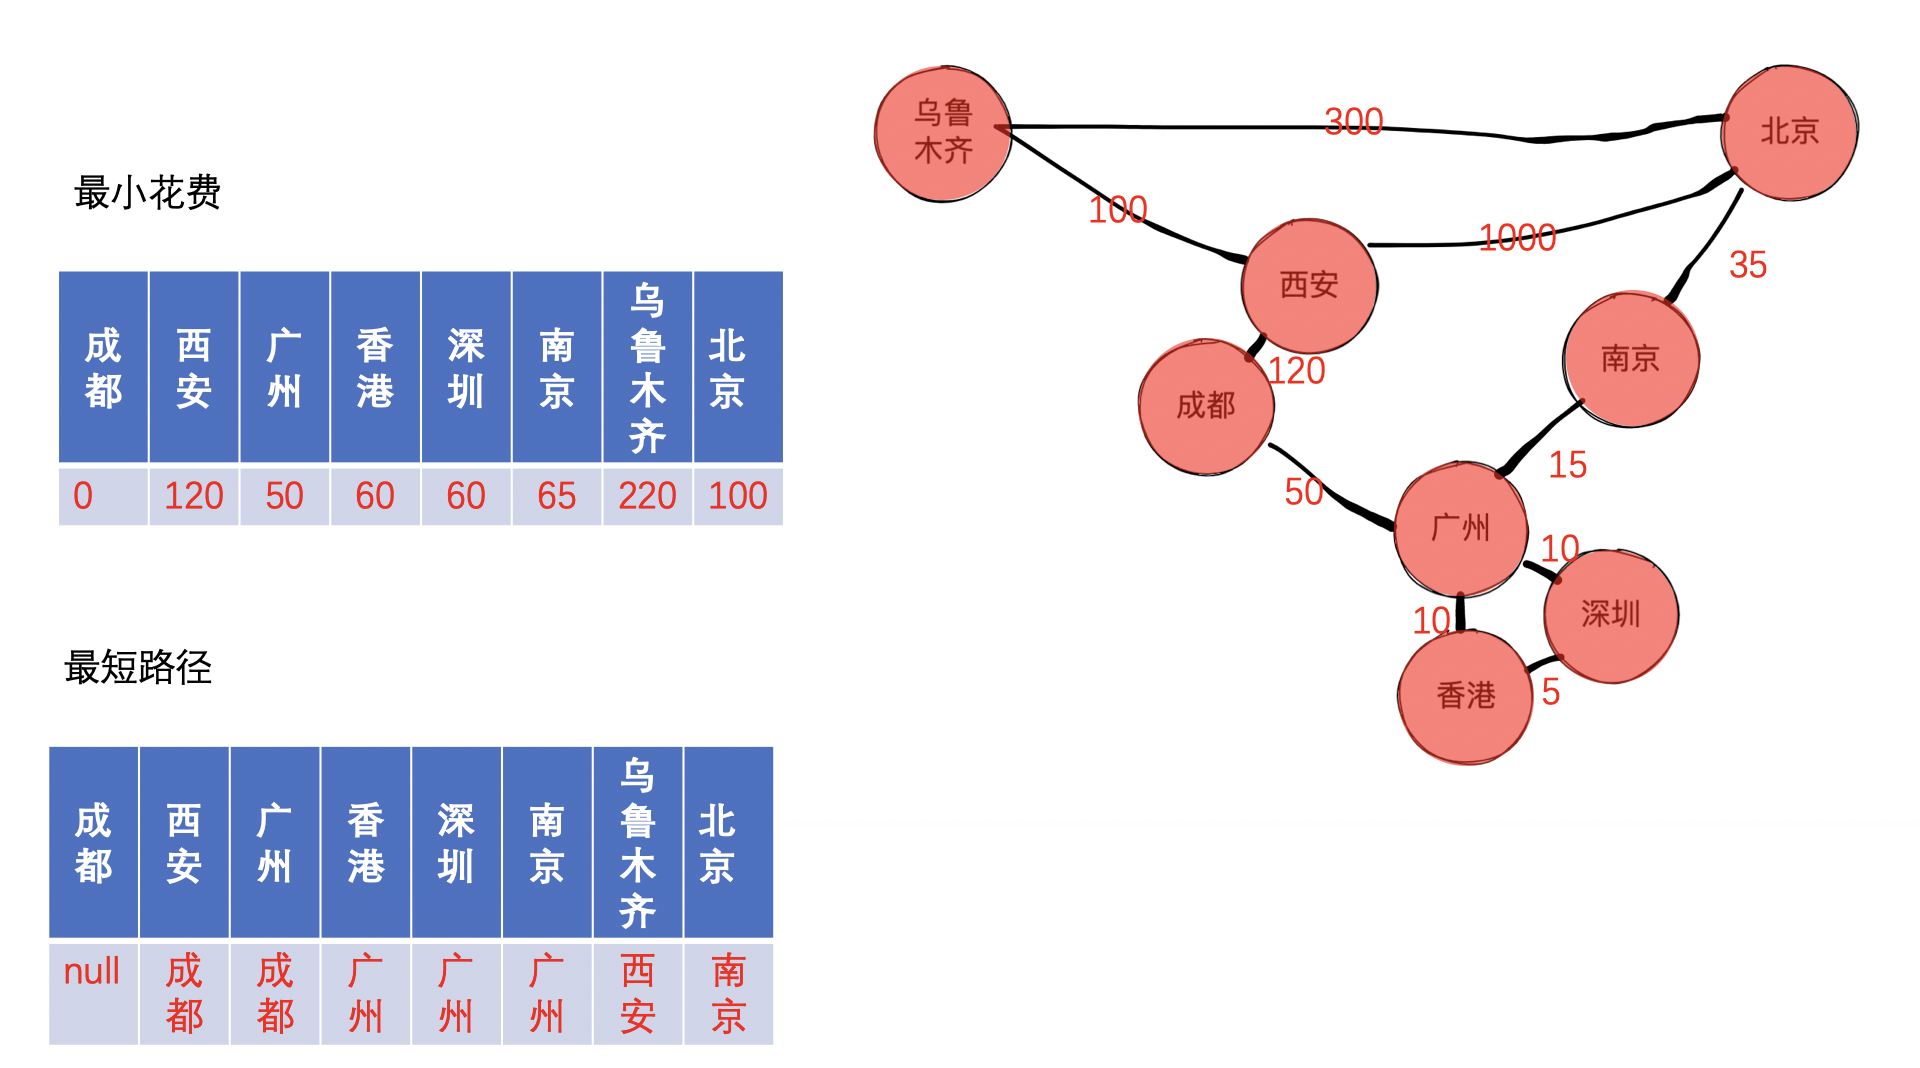 最小花费
成都 西安 广州 香港 深圳 南京 乌鲁木齐 北京
0 120 50 60 60 65 220 100
最短路径
成都 西安 广州 香港 深圳 南京 乌鲁木齐 北京
null 成都 成都 广州 广州 广州 西安 南京
乌鲁
木齐
300
北京
100
1000
35
西安
120
南京
成都
15
50
广州
10
深圳
10
香港
5